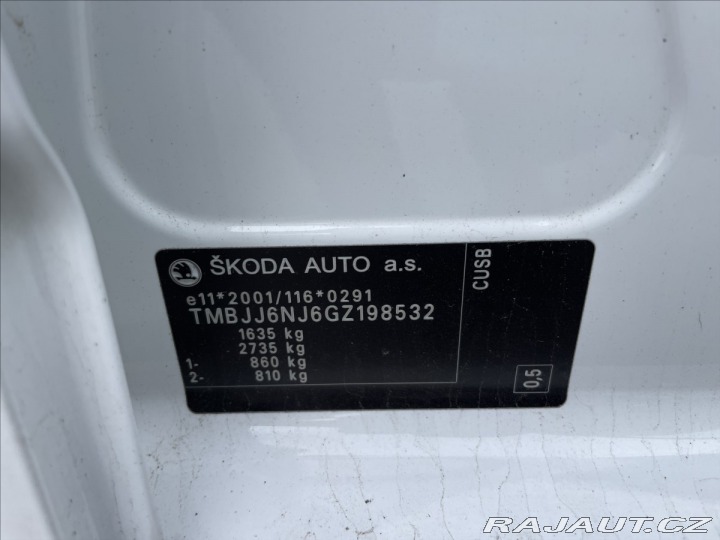 ŠKODA AUTO a.s.
e11*2001/116*0291
TMBJJ6NJ6GZ198532
1635 kg
2735 kg
1- 860 kg
2- 810 kg
CUSB
0,5
RAJAUT.CZ